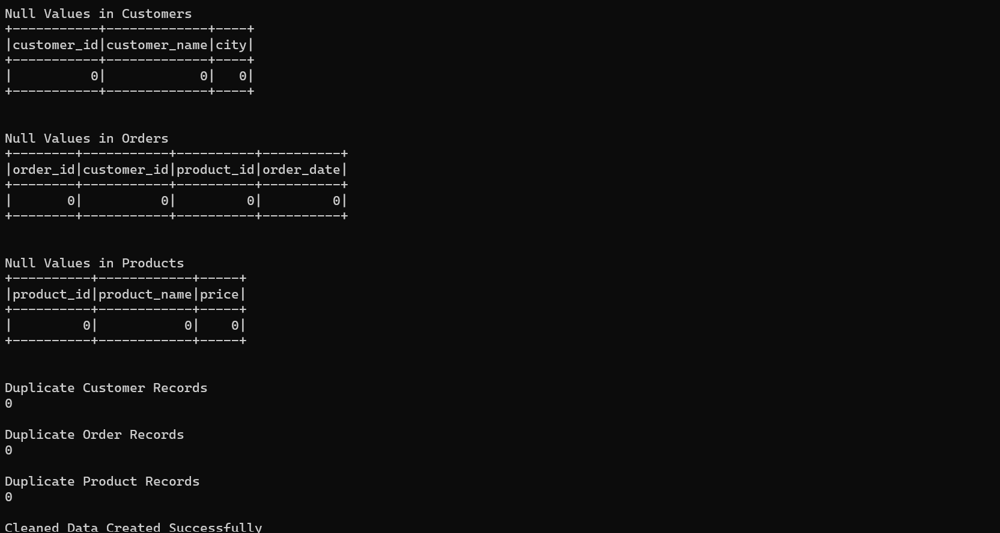 Null Values in Customers
+-----------+-------------+----+
|customer_id|customer_name|city|
+-----------+-------------+----+
|          0|            0|   0|
+-----------+-------------+----+
Null Values in Orders
+--------+-----------+----------+----------+
|order_id|customer_id|product_id|order_date|
+--------+-----------+----------+----------+
|       0|          0|         0|         0|
+--------+-----------+----------+----------+
Null Values in Products
+----------+------------+-----+
|product_id|product_name|price|
+----------+------------+-----+
|         0|           0|    0|
+----------+------------+-----+
Duplicate Customer Records
0
Duplicate Order Records
0
Duplicate Product Records
0
Cleaned Data Created Successfully